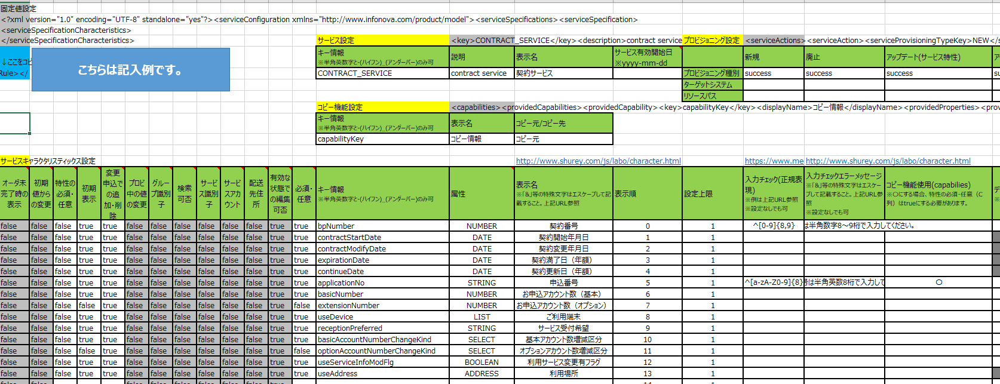 固定値設定
<?xml version="1.0" encoding="UTF-8" standalone="yes"?><serviceConfiguration xmlns="http://www.infonova.com/product/model"><serviceSpecifications><serviceSpecification>
<serviceSpecificationCharacteristics>
</serviceSpecificationCharacteristics>
サービス設定 <key>CONTRACT_SERVICE</key><description>contract service プロビジョニング設定 <serviceActions><serviceAction><serviceProvisioningTypeKey>NEW</s
↓ここをコピ
Rule></
こちらは記入例です。
キー情報
※半角英数字と-(ハイフン)_(アンダーバー)のみ可
説明 表示名
サービス有効開始日
※yyyy-mm-dd
新規 廃止 アップデート(サービス特性)
CONTRACT_SERVICE contract service 契約サービス プロビジョニング種別 success success success
ターゲットシステム
リソースパス
コピー機能設定 <capabilities><providedCapabilities><providedCapability><key>capabilityKey</key><displayName>コピー情報</displayName><providedProperties><prov
キー情報
※半角英数字と-(ハイフン)_(アンダーバー)のみ可
表示名 コピー元/コピー先
capabilityKey コピー情報 コピー元
サービスキャラクタリスティックス設定 http://www.shurey.com/js/labo/character.html https://www.me http://www.shurey.com/js/labo/character.html
オーダ未完了時の表示
初期値からの変更
特性の必須・任意
初期表示
変更申込での追加・削除
プロビ中の値の変更
グループ識別子
検索可否
サービス識別子
サービスアカウント
配送先住所
有効な状態での編集可否
必須・任意
キー情報
※半角英数字と-(ハイフン)_(アンダーバー)のみ可
属性
表示名
※「&」等の特殊文字はエスケープして記載すること。上記URL参照
表示順
設定上限
入力チェック(正規表現)
※例は上記URL参照
※設定なしでも可
入力チェックエラーメッセージ
※「&」等の特殊文字はエスケープして記載すること。上記URL参照
※設定なしでも可
コピー機能使用(capabilies)
※〇にする場合、特性の必須・任意（C列）はtrueにする必要があります。
false false false true true false false false false false false true true bpNumber NUMBER 契約番号 0 1 ^[0-9]{8,9} は半角数字8～9桁で入力してください。
false false false true true false false false false false false true true contractStartDate DATE 契約開始年月日 1 1
false false false true true false false false false false false true true contractModifyDate DATE 契約変更年月日 2 1
false false false true true false false false false false false true true expirationDate DATE 契約満了日（年額） 3 1
false false false true true false false false false false false true true continueDate DATE 契約更新日（年額） 4 1
false false false true true false false false false false false true true applicationNo STRING 申込番号 5 1 ^[a-zA-Z0-9]{8} 号は半角英数8桁で入力して 〇
false false false true true false false false false false false true true basicNumber NUMBER お申込アカウント数（基本） 6 1
false false false false true false false false false false false true false extensionNumber NUMBER お申込アカウント数（オプション） 7 1
false false false true true false false false false false false true true useDevice LIST ご利用端末 8 1
false false false true true false false false false false false true true receptionPreferred STRING サービス受付希望 9 1
false false false true true false false false false false false true true basicAccountNumberChangeKind SELECT 基本アカウント数増減区分 10 1
false false false false true false false false false false false true false optionAccountNumberChangeKind SELECT オプションアカウント数増減区分 11 1
false false false true true false false false false false false true true useServiceInfoModFlg BOOLEAN 利用サービス変更有フラグ 12 1
false false false true true false false false false false false true true useAddress ADDRESS 利用場所 13 1